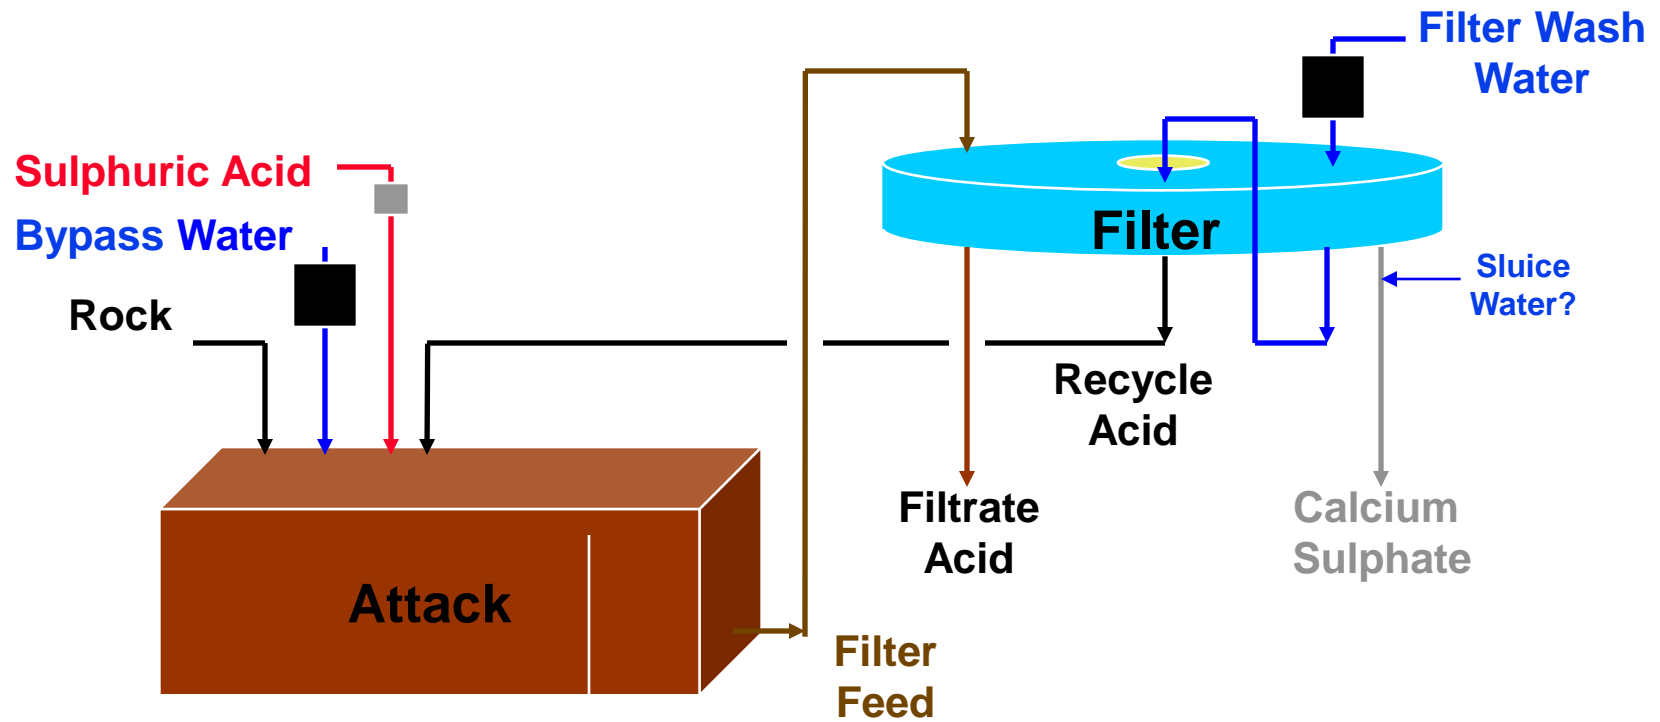 Filter Wash
Water
Sulphuric Acid
Bypass Water
Rock
Filter
Sluice
Water?
Recycle
Acid
Filtrate
Acid
Calcium
Sulphate
Attack
Filter
Feed